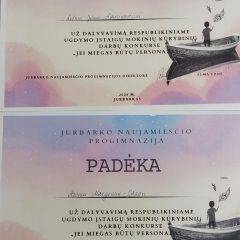 UŽ DALYVAVIMĄ RESPUBLIKINIAME
UGDYMO ĮSTAIGŲ MOKINIŲ KŪRYBINIŲ
DARBŲ KONKURSE
„JEI MIEGAS BŪTŲ PERSONA
JURBARKO NAUJAMIESČIO PROGIMNAZIJOS DIREKTORĖ
JURBARKAS
JURBARKO NAUJAMIESČIO
PROGIMNAZIJA
PADĖKA
UŽ DALYVAVIMĄ RESPUBLIKINIAME
UGDYMO ĮSTAIGŲ MOKINIŲ KŪRYBINIŲ
DARBŲ KONKURSE
„JEI MIEGAS BŪTŲ PERSONA